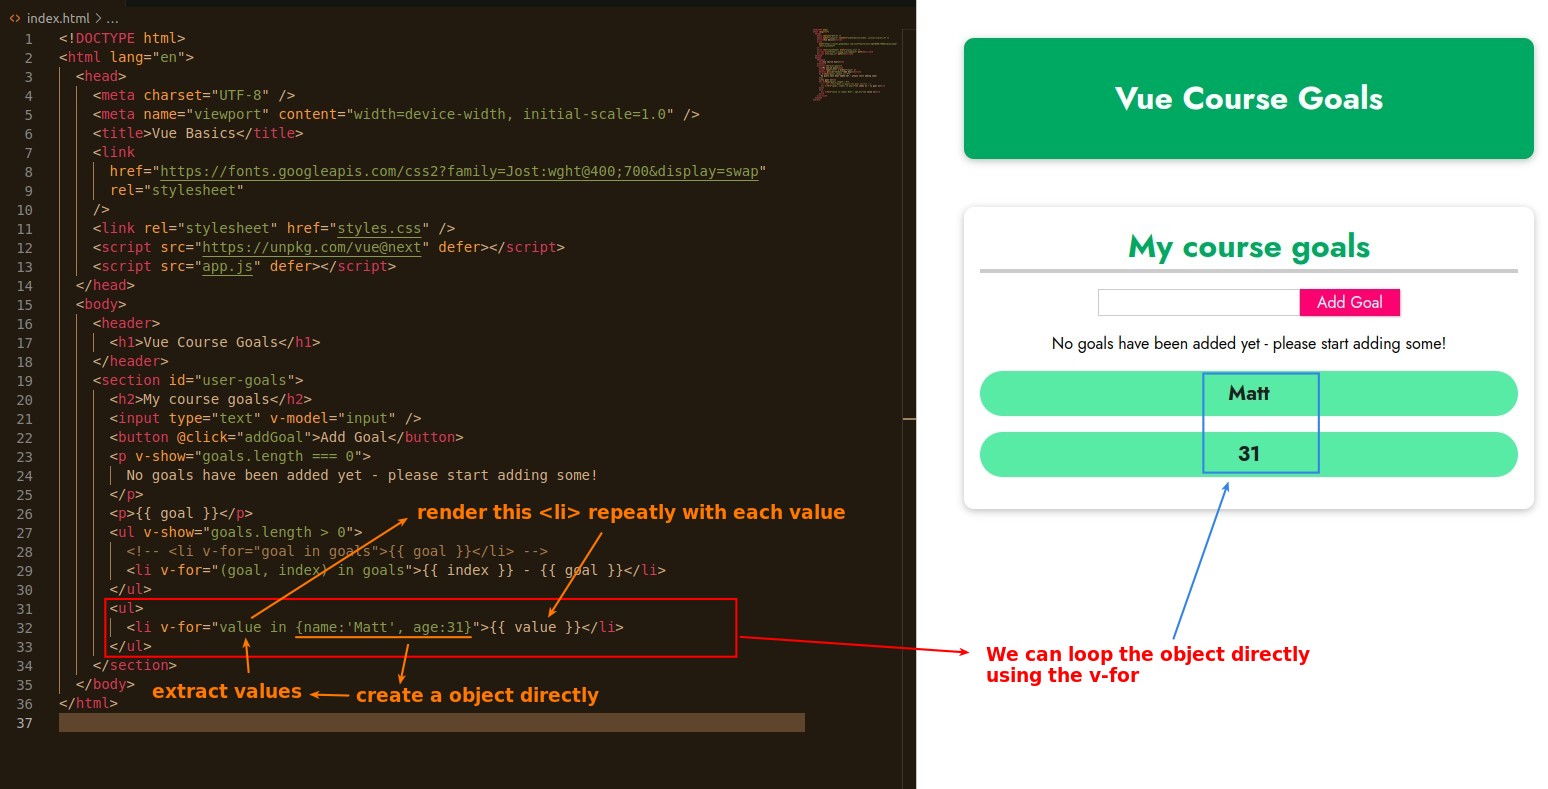 index.html > ...
1 <!DOCTYPE html>
2 <html lang="en">
3 <head>
4 <meta charset="UTF-8" />
5 <meta name="viewport" content="width=device-width, initial-scale=1.0" />
6 <title>Vue Basics</title>
7 <link
8 href="https://fonts.googleapis.com/css2?family=Jost:wght@400;700&display=swap"
9 rel="stylesheet"
10 />
11 <link rel="stylesheet" href="styles.css" />
12 <script src="https://unpkg.com/vue@next" defer></script>
13 <script src="app.js" defer></script>
14 </head>
15 <body>
16 <header>
17 <h1>Vue Course Goals</h1>
18 </header>
19 <section id="user-goals">
20 <h2>My course goals</h2>
21 <input type="text" v-model="input" />
22 <button @click="addGoal">Add Goal</button>
23 <p v-show="goals.length === 0">
24 No goals have been added yet - please start adding some!
25 </p>
26 <p>{{ goal }}</p>
27 <ul v-show="goals.length > 0">
28 <!-- <li v-for="goal in goals">{{ goal }}</li> -->
29 <li v-for="(goal, index) in goals">{{ index }} - {{ goal }}</li>
30 </ul>
31 <ul>
32 <li v-for="value in {name:'Matt', age:31}">{{ value }}</li>
33 </ul>
34 </section>
35 </body>
36 </html>
37
render this <li> repeatly with each value
extract values
create a object directly
Vue Course Goals
My course goals
Add Goal
No goals have been added yet - please start adding some!
Matt
31
We can loop the object directly
using the v-for